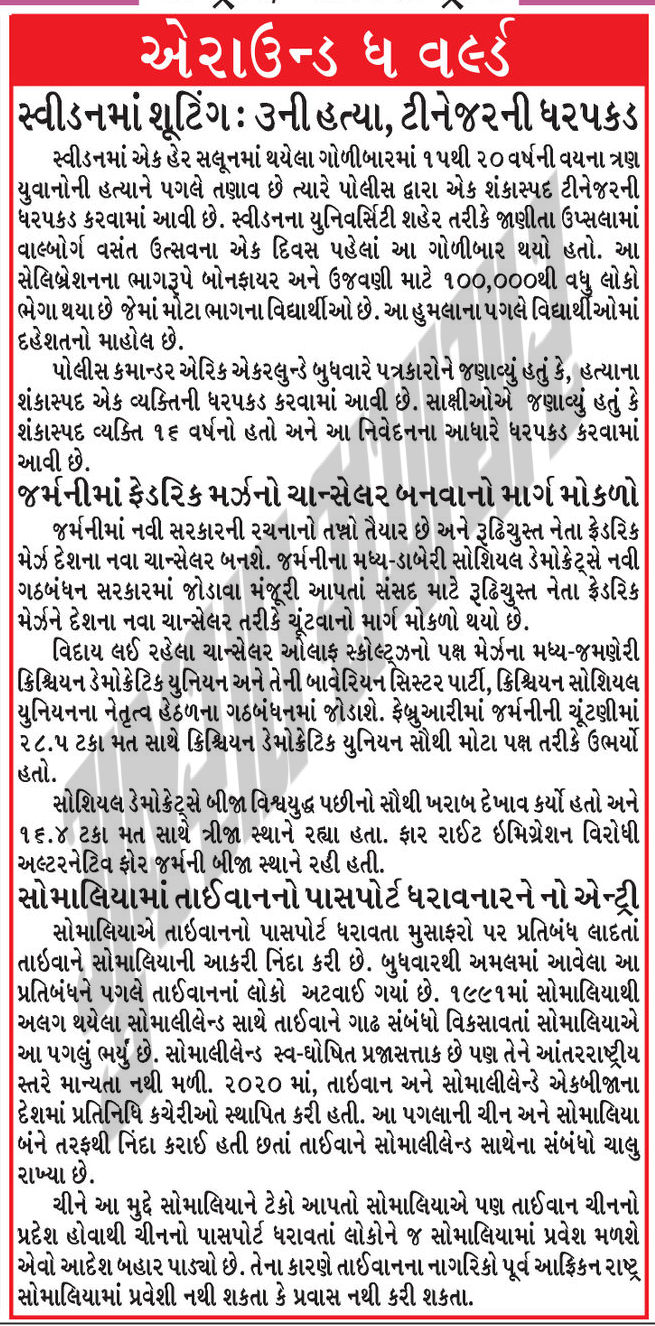 એરાઉન્ડ ધ વર્લ્ડ
સ્વીડનમાં શૂટિંગ : ૩ની હત્યા, ટીનેજરની ધરપકડ
સ્વીડનમાં એક હેર સલૂનમાં થયેલા ગોળીબારમાં ૧૫થી ૨૦ વર્ષની વયના ત્રણ
યુવાનોની હત્યાને પગલે તણાવ છે ત્યારે પોલીસ દ્વારા એક શંકાસ્પદ ટીનેજરની
ધરપકડ કરવામાં આવી છે. સ્વીડનના યુનિવર્સિટી શહેર તરીકે જાણીતા ઉપ્સલામાં
વાલ્બોર્ગ વસંત ઉત્સવના એક દિવસ પહેલાં આ ગોળીબાર થયો હતો. આ
સેલિબ્રેશનના ભાગરૂપે બોનફાયર અને ઉજવણી માટે ૧૦૦,૦૦૦થી વધુ લોકો
ભેગા થયા છે જેમાં મોટા ભાગના વિદ્યાર્થીઓ છે. આ હુમલાના પગલે વિદ્યાર્થીઓમાં
દહેશતનો માહોલ છે.
પોલીસ કમાન્ડર એરિક એકરલુન્ડે બુધવારે પત્રકારોને જણાવ્યું હતું કે, હત્યાના
શંકાસ્પદ એક વ્યક્તિની ધરપકડ કરવામાં આવી છે. સાક્ષીઓએ જણાવ્યું હતું કે
શંકાસ્પદ વ્યક્તિ ૧૬ વર્ષનો હતો અને આ નિવેદનના આધારે ધરપકડ કરવામાં
આવી છે.
જર્મનીમાં ફેડરિક મર્ઝનો ચાન્સેલર બનવાનો માર્ગ મોકળો
જર્મનીમાં નવી સરકારની રચનાનો તખ્તો તૈયાર છે અને રૂઢિચુસ્ત નેતા ફ્રેડરિક
મેર્ઝ દેશના નવા ચાન્સેલર બનશે. જર્મનીના મધ્ય-ડાબેરી સોશિયલ ડેમોક્રેટ્સે નવી
ગઠબંધન સરકારમાં જોડાવા મંજૂરી આપતાં સંસદ માટે રૂઢિચુસ્ત નેતા ફ્રેડરિક
મેર્ઝને દેશના નવા ચાન્સેલર તરીકે ચૂંટવાનો માર્ગ મોકળો થયો છે.
વિદાય લઈ રહેલા ચાન્સેલર ઓલાફ સ્કોલ્ટ્ઝનો પક્ષ મેર્ઝના મધ્ય-જમણેરી
ક્રિશ્ચિયન ડેમોક્રેટિક યુનિયન અને તેની બાવેરિયન સિસ્ટર પાર્ટી, ક્રિશ્ચિયન સોશિયલ
યુનિયનના નેતૃત્વ હેઠળના ગઠબંધનમાં જોડાશે. ફેબ્રુઆરીમાં જર્મનીની ચૂંટણીમાં
૨૮.૫ ટકા મત સાથે ક્રિશ્ચિયન ડેમોક્રેટિક યુનિયન સૌથી મોટા પક્ષ તરીકે ઉભર્યો
હતો.
સોશિયલ ડેમોક્રેટ્સે બીજા વિશ્વયુદ્ધ પછીનો સૌથી ખરાબ દેખાવ કર્યો હતો અને
૧૬.૪ ટકા મત સાથે ત્રીજા સ્થાને રહ્યા હતા. ફાર રાઈટ ઇમિગ્રેશન વિરોધી
અલ્ટરનેટિવ ફોર જર્મની બીજા સ્થાને રહી હતી.
સોમાલિયામાં તાઈવાનનો પાસપોર્ટ ધરાવનારને નો એન્ટ્રી
સોમાલિયાએ તાઇવાનનો પાસપોર્ટ ધરાવતા મુસાફરો પર પ્રતિબંધ લાદતાં
તાઇવાને સોમાલિયાની આકરી નિંદા કરી છે. બુધવારથી અમલમાં આવેલા આ
પ્રતિબંધને પગલે તાઈવાનનાં લોકો અટવાઈ ગયાં છે. ૧૯૯૧માં સોમાલિયાથી
અલગ થયેલા સોમાલીલેન્ડ સાથે તાઈવાને ગાઢ સંબંધો વિકસાવતાં સોમાલિયાએ
આ પગલું ભર્યું છે. સોમાલીલેન્ડ સ્વ-ઘોષિત પ્રજાસત્તાક છે પણ તેને આંતરરાષ્ટ્રીય
સ્તરે માન્યતા નથી મળી. ૨૦૨૦ માં, તાઇવાન અને સોમાલીલેન્ડે એકબીજાના
દેશમાં પ્રતિનિધિ કચેરીઓ સ્થાપિત કરી હતી. આ પગલાની ચીન અને સોમાલિયા
બંને તરફથી નિંદા કરાઈ હતી છતાં તાઈવાને સોમાલીલેન્ડ સાથેના સંબંધો ચાલુ
રાખ્યા છે.
ચીને આ મુદ્દે સોમાલિયાને ટેકો આપતો સોમાલિયાએ પણ તાઈવાન ચીનનો
પ્રદેશ હોવાથી ચીનનો પાસપોર્ટ ધરાવતાં લોકોને જ સોમાલિયામાં પ્રવેશ મળશે
એવો આદેશ બહાર પાડ્યો છે. તેના કારણે તાઈવાનના નાગરિકો પૂર્વ આફ્રિકન રાષ્ટ્ર
સોમાલિયામાં પ્રવેશી નથી શકતા કે પ્રવાસ નથી કરી શકતા.